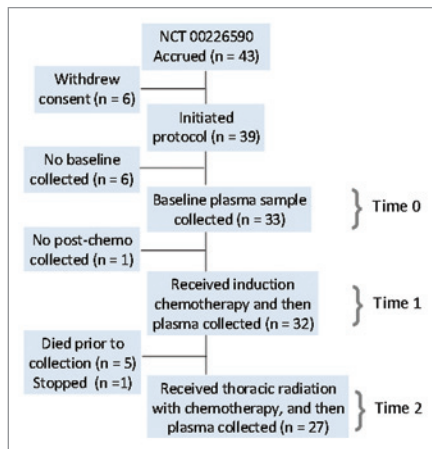 NCT 00226590
Accrued (n = 43)
Withdrew
consent (n = 6)
Initiated
protocol (n = 39)
No baseline
collected (n = 6)
Baseline plasma sample
collected (n = 33)
Time 0
No post-chemo
collected (n = 1)
Received induction
chemotherapy and then
plasma collected (n = 32)
Time 1
Died prior to
collection (n = 5)
Stopped (n =1)
Received thoracic radiation
with chemotherapy, and then
plasma collected (n = 27)
Time 2